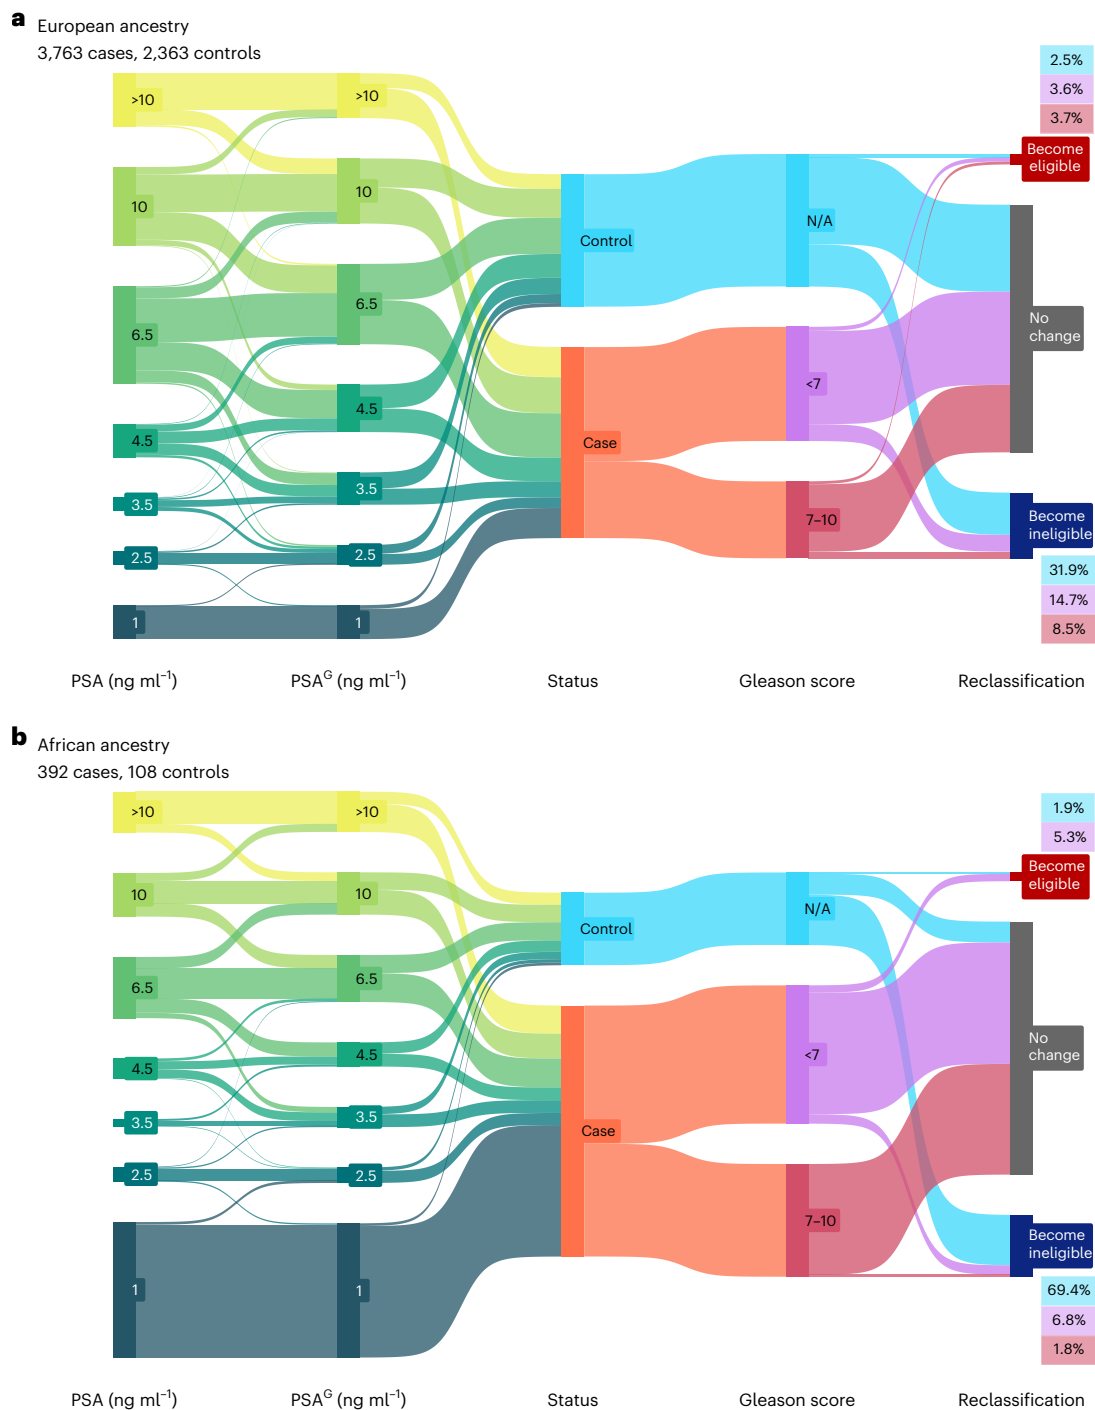 a
European ancestry
3,763 cases, 2,363 controls
2.5%
3.6%
3.7%
Become
eligible
>10
>10
10
10
N/A
Control
6.5
6.5
No
change
4.5
4.5
<7
Case
3.5
3.5
7–10
2.5
2.5
Become
ineligible
31.9%
14.7%
8.5%
1
1
PSA (ng ml⁻¹)
PSAᴳ (ng ml⁻¹)
Status
Gleason score
Reclassification
b
African ancestry
392 cases, 108 controls
1.9%
5.3%
Become
eligible
>10
>10
10
10
N/A
Control
6.5
6.5
No
change
4.5
4.5
<7
3.5
3.5
Case
2.5
2.5
7–10
Become
ineligible
69.4%
6.8%
1.8%
1
1
PSA (ng ml⁻¹)
PSAᴳ (ng ml⁻¹)
Status
Gleason score
Reclassification